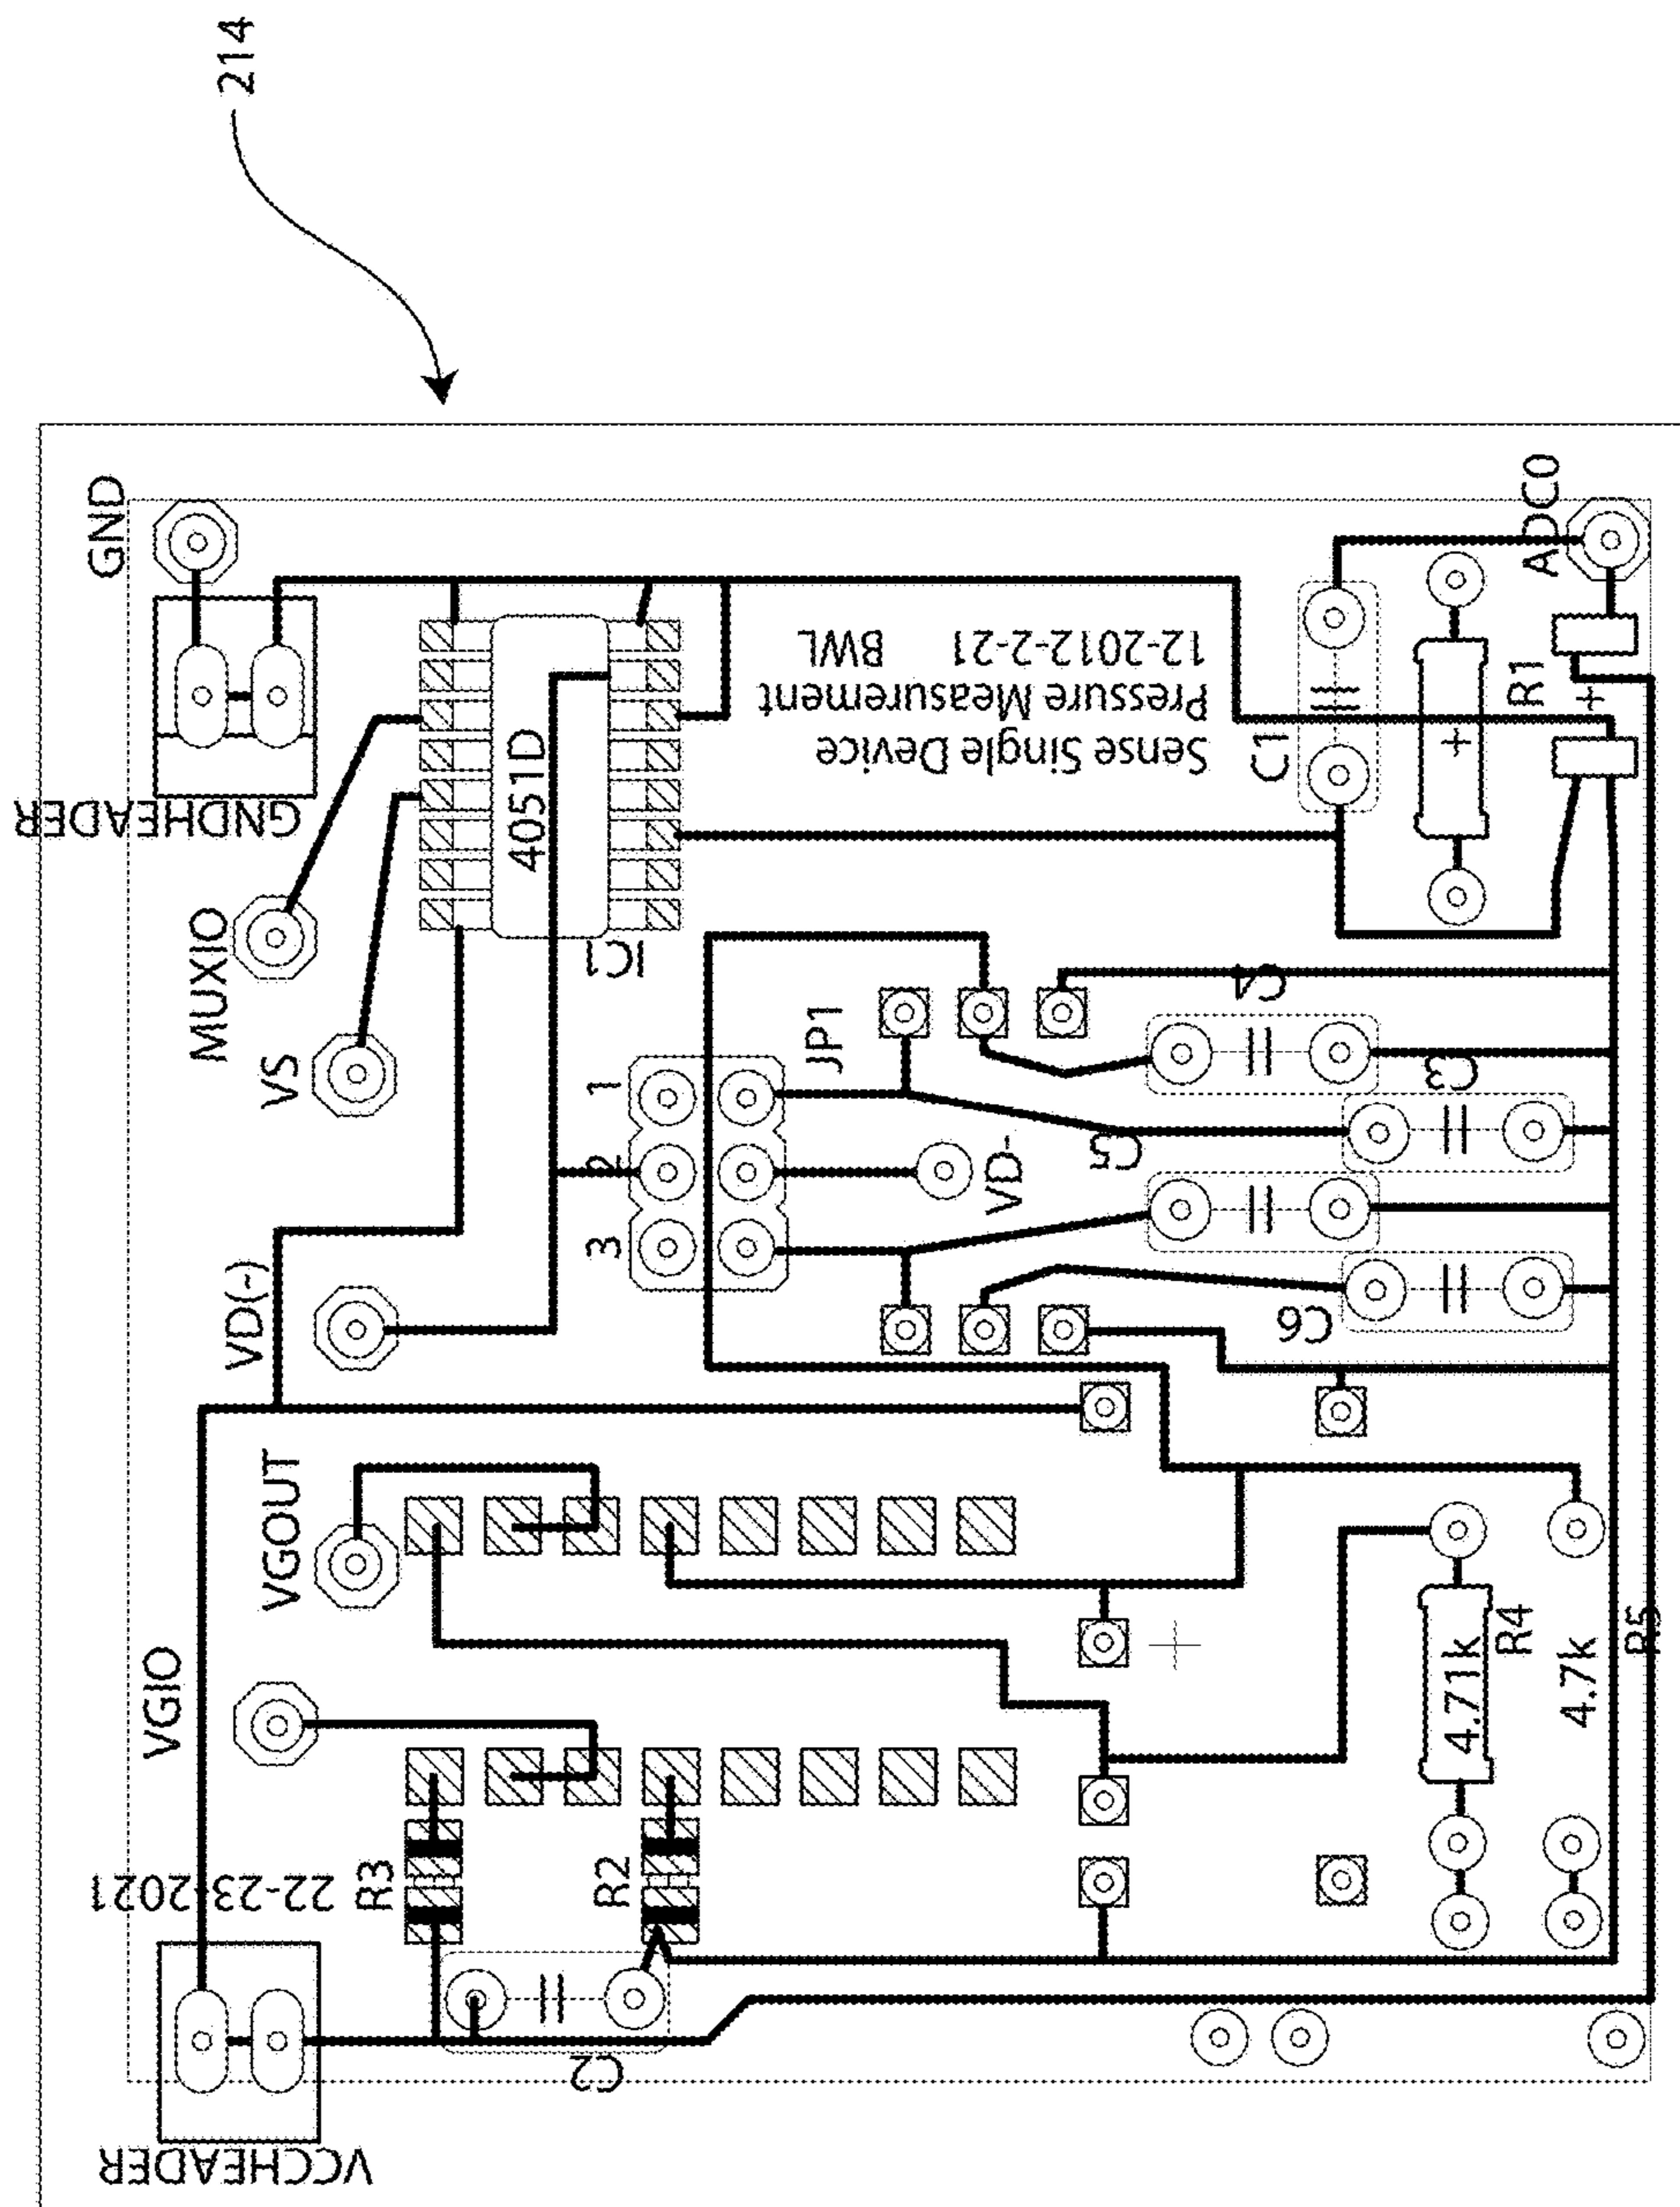 214
GND
GNDHEADER
MUXIO
VS
4051D
IC1
Sense Single Device
Pressure Measurement
12-2012-2-21 BWL
C1
ADC0
R1
+
+
JP1
1
2
3
VD-
C4
C3
C5
C6
VD(-)
VGOUT
VGIO
22-23-2021
R3
R2
4.71k
R4
4.7k
R5
C2
VCCHEADER